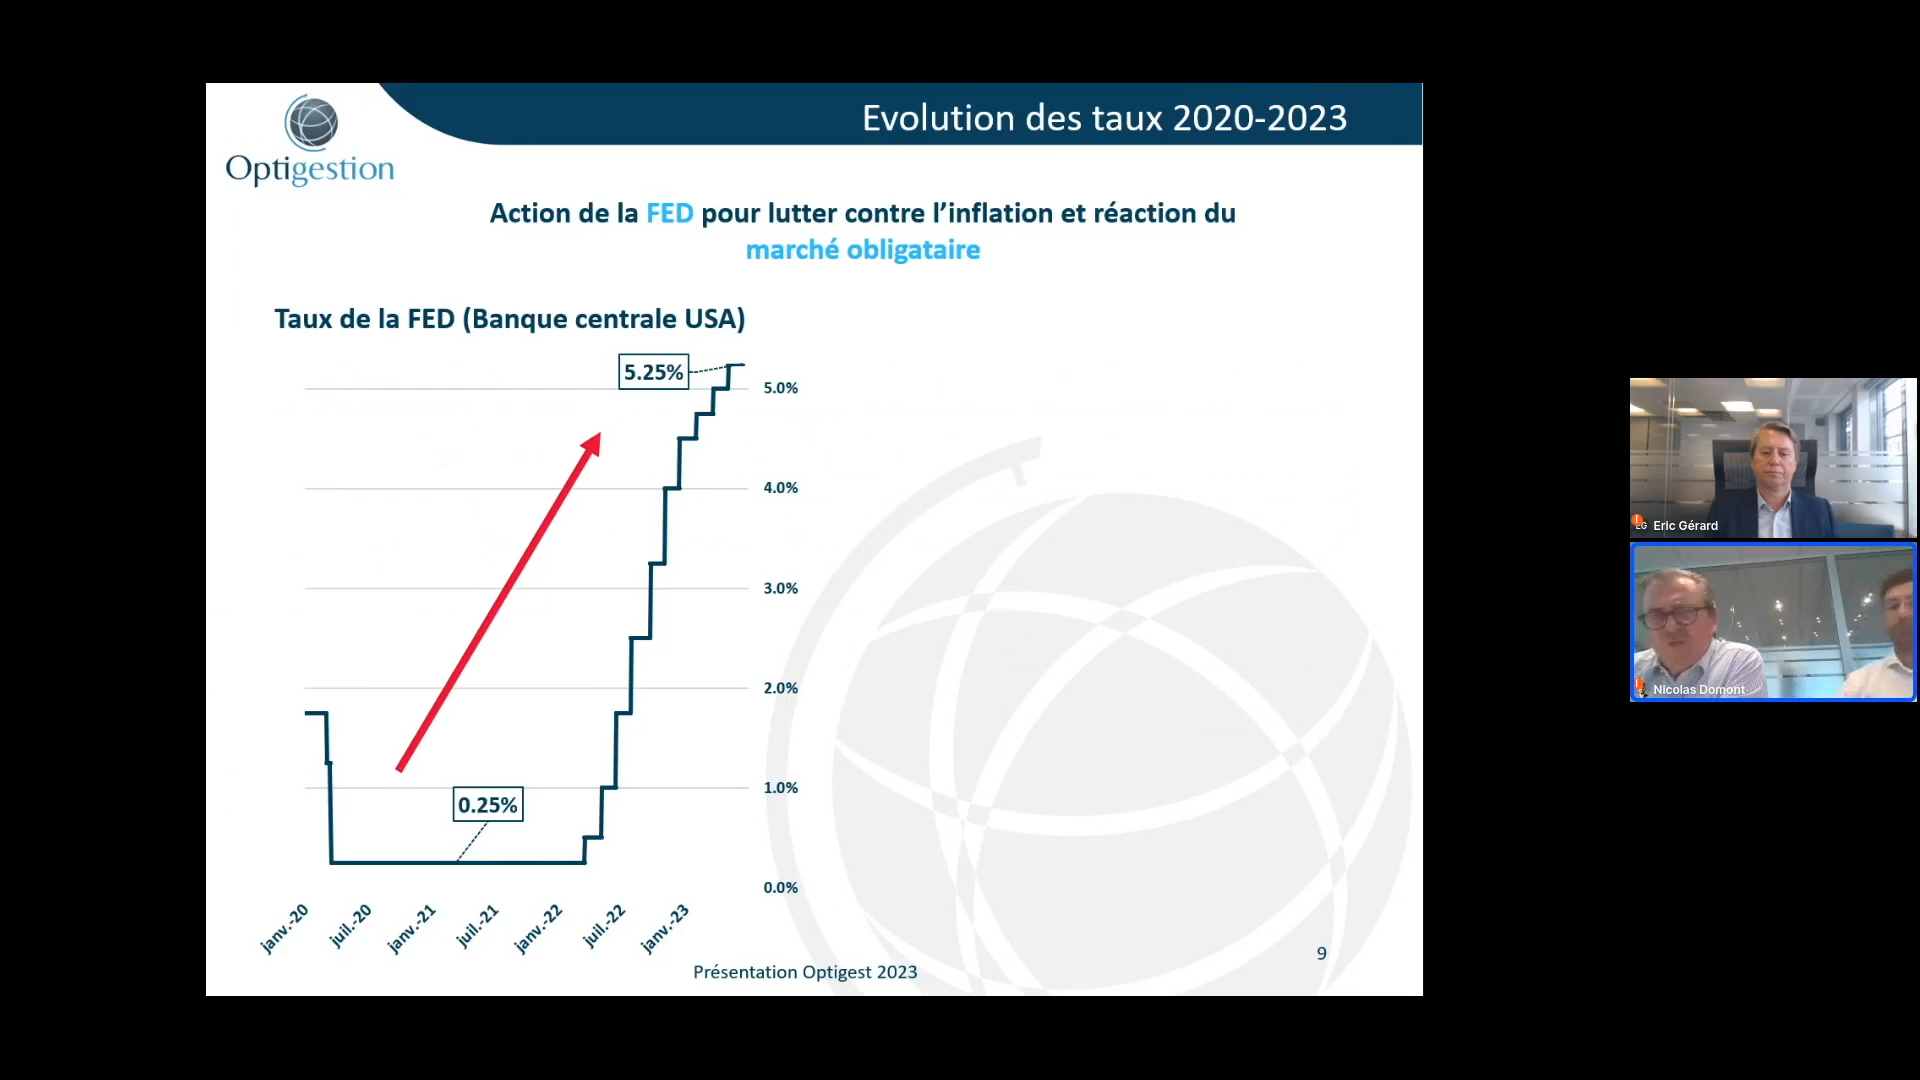 Optigestion
Evolution des taux 2020-2023
Action de la FED pour lutter contre l’inflation et réaction du
marché obligataire
Taux de la FED (Banque centrale USA)
5.25%
5.0%
4.0%
3.0%
2.0%
1.0%
0.0%
0.25%
janv.-20
juil.-20
janv.-21
juil.-21
janv.-22
juil.-22
janv.-23
Présentation Optigest 2023
9
EG Eric Gérard
Nicolas Domont